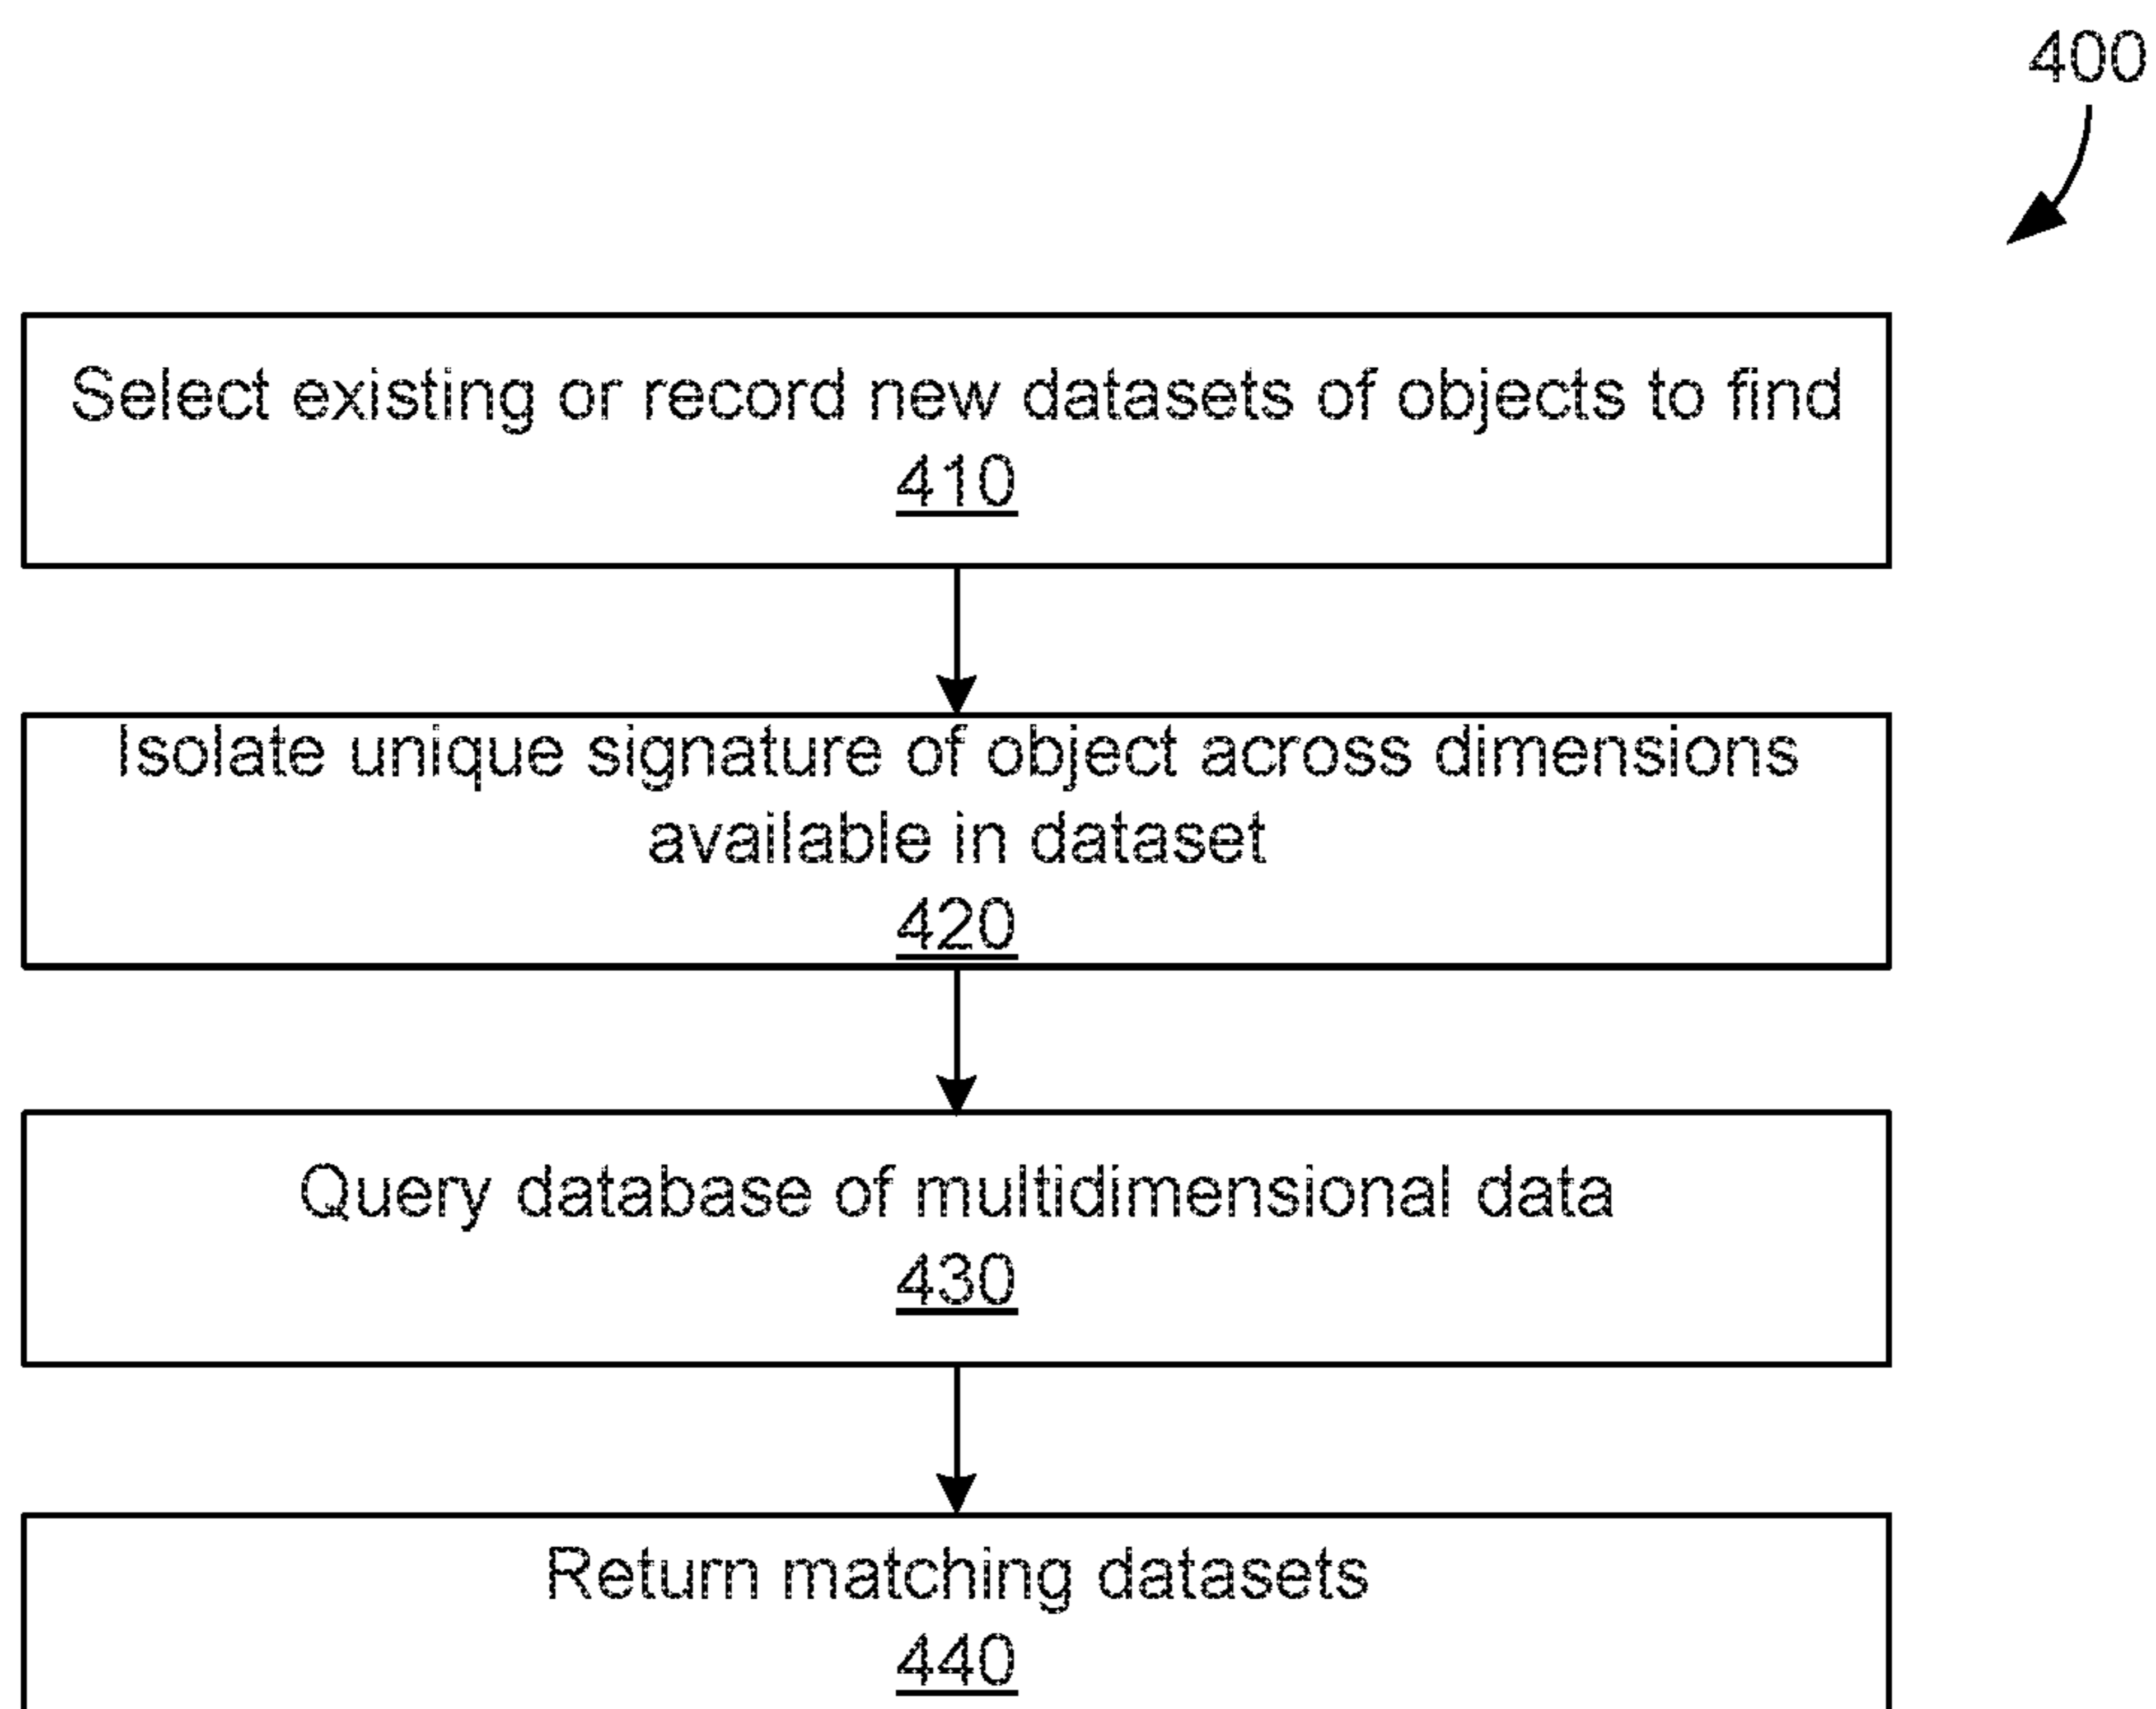 400
Select existing or record new datasets of objects to find
410
Isolate unique signature of object across dimensions
available in dataset
420
Query database of multidimensional data
430
Return matching datasets
440